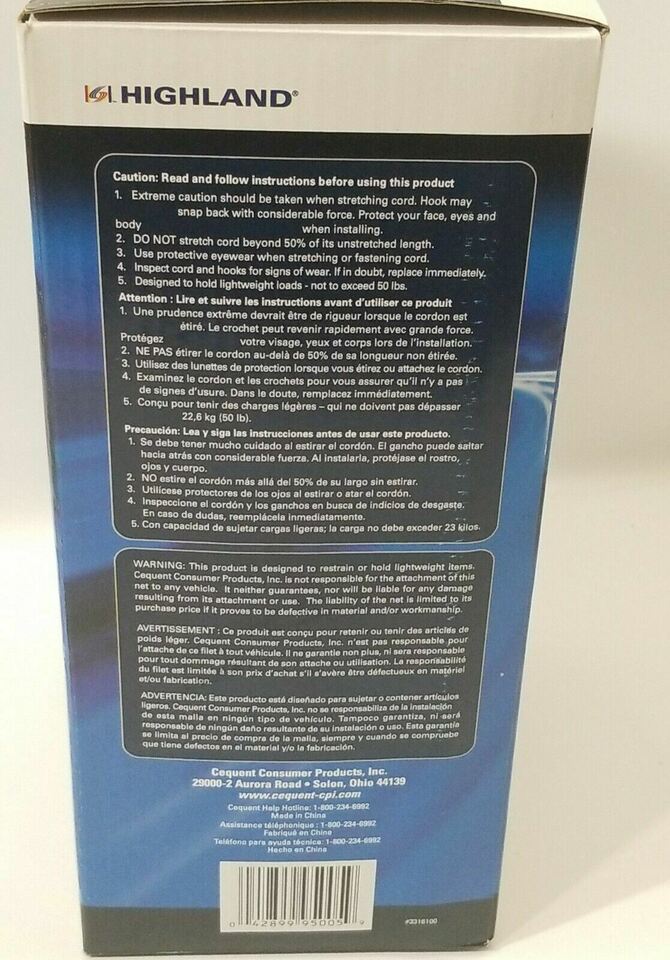 HIGHLAND®
Caution: Read and follow instructions before using this product
1. Extreme caution should be taken when stretching cord. Hook may
snap back with considerable force. Protect your face, eyes and
body when installing.
2. DO NOT stretch cord beyond 50% of its unstretched length.
3. Use protective eyewear when stretching or fastening cord.
4. Inspect cord and hooks for signs of wear. If in doubt, replace immediately.
5. Designed to hold lightweight loads - not to exceed 50 lbs.
Attention : Lire et suivre les instructions avant d'utiliser ce produit
1. Une prudence extrême devrait être de rigueur lorsque le cordon est
étiré. Le crochet peut revenir rapidement avec grande force.
Protégez votre visage, yeux et corps lors de l'installation.
2. NE PAS étirer le cordon au-delà de 50% de sa longueur non étirée.
3. Utilisez des lunettes de protection lorsque vous étirez ou attachez le cordon.
4. Examinez le cordon et les crochets pour vous assurer qu'il n'y a pas
de signes d'usure. Dans le doute, remplacez immédiatement.
5. Conçu pour tenir des charges légères – qui ne doivent pas dépasser
22,6 kg (50 lb).
Precaución: Lea y siga las instrucciones antes de usar este producto.
1. Se debe tener mucho cuidado al estirar el cordón. El gancho puede saltar
hacia atrás con considerable fuerza. Al instalarla, protéjase el rostro,
ojos y cuerpo.
2. NO estire el cordón más allá del 50% de su largo sin estirar.
3. Utilícese protectores de los ojos al estirar o atar el cordón.
4. Inspeccione el cordón y los ganchos en busca de indicios de desgaste.
En caso de dudas, reemplácela inmediatamente.
5. Con capacidad de sujetar cargas ligeras; la carga no debe exceder 23 kilos.
WARNING: This product is designed to restrain or hold lightweight items.
Cequent Consumer Products, Inc. is not responsible for the attachment of this
net to any vehicle. It neither guarantees, nor will be liable for any damage
resulting from its attachment or use. The liability of the net is limited to its
purchase price if it proves to be defective in material and/or workmanship.
AVERTISSEMENT : Ce produit est conçu pour retenir ou tenir des articles de
poids léger. Cequent Consumer Products, Inc. n'est pas responsable pour
l'attache de ce filet à tout véhicule. Il ne garantie non plus, ni sera responsable
pour tout dommage résultant de son attache ou utilisation. La responsabilité
du filet est limitée à son prix d'achat s'il s'avère être défectueux en matériel
et/ou fabrication.
ADVERTENCIA: Este producto está diseñado para sujetar o contener artículos
ligeros. Cequent Consumer Products, Inc. no se responsabiliza de la instalación
de esta malla en ningún tipo de vehículo. Tampoco garantiza, ni será
responsable de ningún daño resultante de su instalación o uso. Esta garantía
se limita al precio de compra de la malla, siempre y cuando se compruebe
que tiene defectos en el material y/o la fabricación.
Cequent Consumer Products, Inc.
29000-2 Aurora Road • Solon, Ohio 44139
www.cequent-cpi.com
Cequent Help Hotline: 1-800-234-6992
Made in China
Assistance téléphonique : 1-800-234-6992
Fabriqué en China
Teléfono para ayuda técnica: 1-800-234-6992
Hecho en China
0 42899 95005 9
#3316100